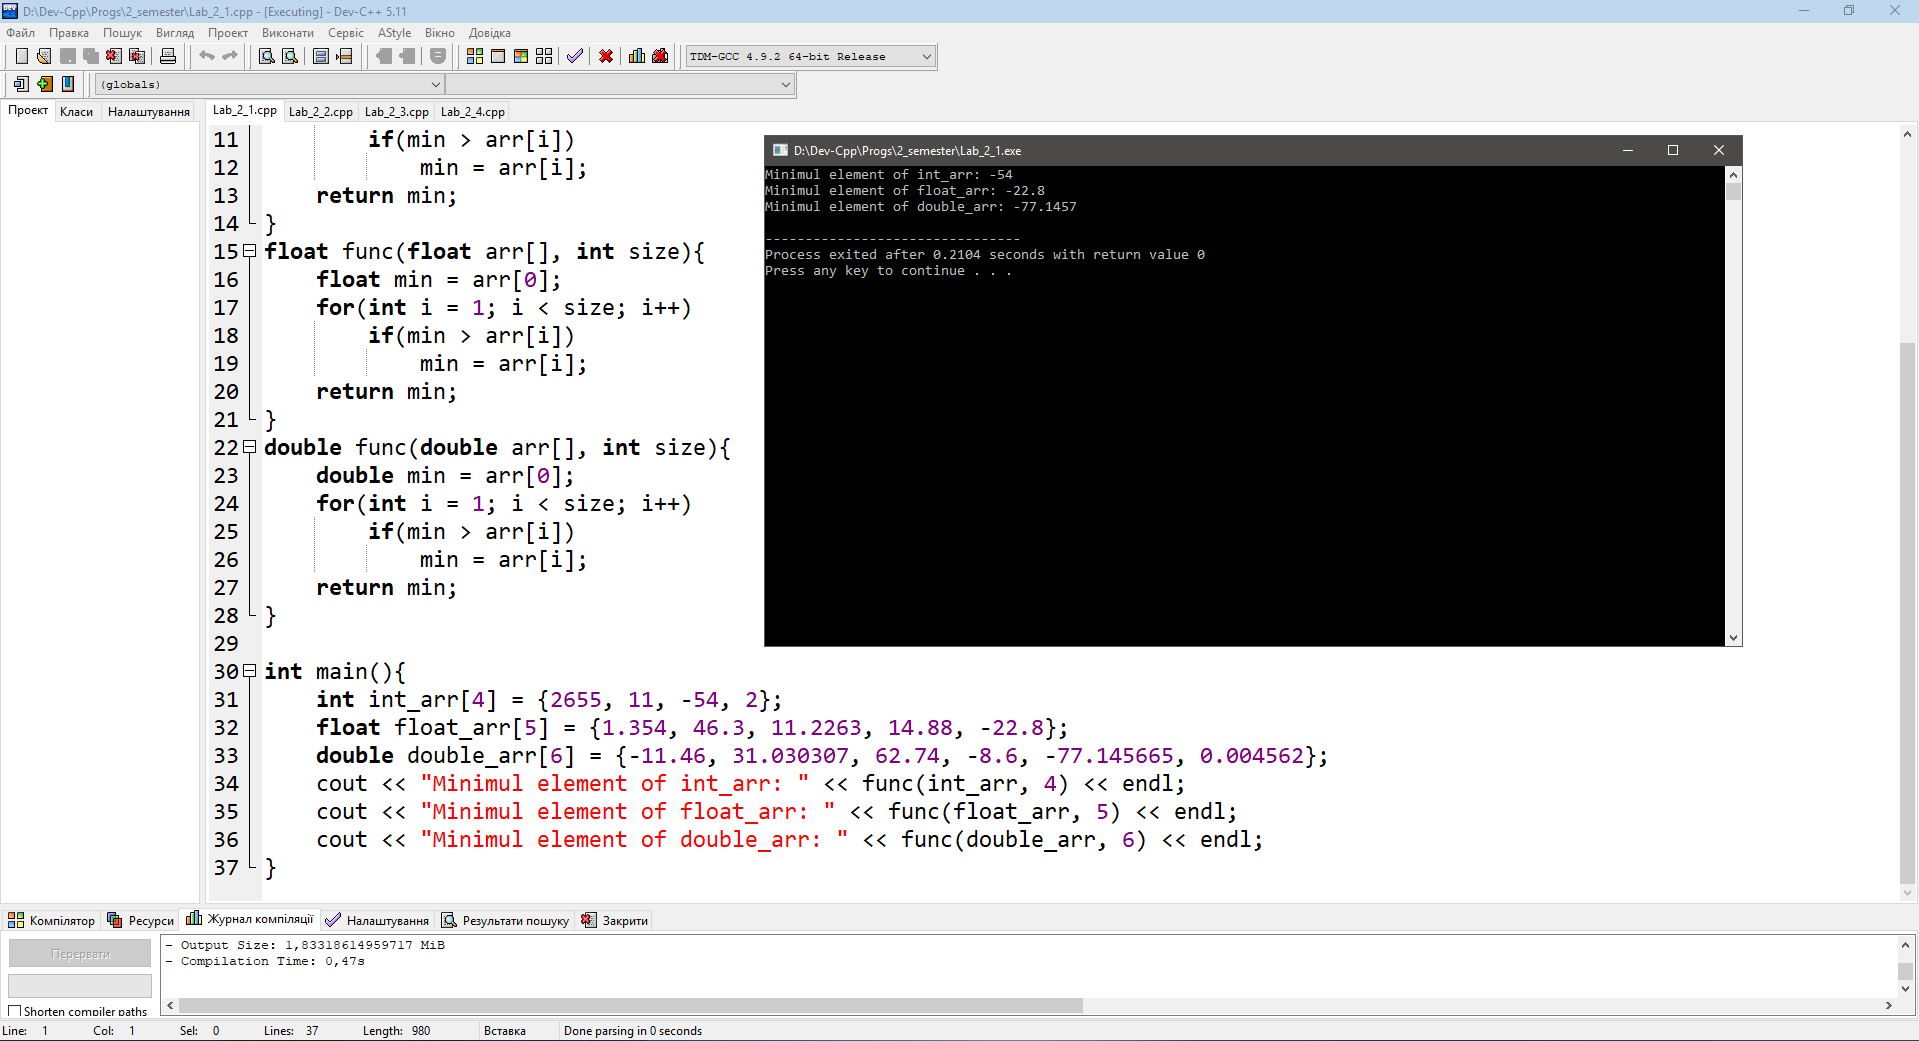 D:\Dev-Cpp\Progs\2_semester\Lab_2_1.cpp - [Executing] - Dev-C++ 5.11
Файл Правка Пошук Вигляд Проект Виконати Сервіс AStyle Вікно Довідка
TDM-GCC 4.9.2 64-bit Release
(globals)
Проект Класи Налаштування
Lab_2_1.cpp Lab_2_2.cpp Lab_2_3.cpp Lab_2_4.cpp
11 if(min > arr[i])
12 min = arr[i];
13 return min;
14 }
15 float func(float arr[], int size){
16 float min = arr[0];
17 for(int i = 1; i < size; i++)
18 if(min > arr[i])
19 min = arr[i];
20 return min;
21 }
22 double func(double arr[], int size){
23 double min = arr[0];
24 for(int i = 1; i < size; i++)
25 if(min > arr[i])
26 min = arr[i];
27 return min;
28 }
29
30 int main(){
31 int int_arr[4] = {2655, 11, -54, 2};
32 float float_arr[5] = {1.354, 46.3, 11.2263, 14.88, -22.8};
33 double double_arr[6] = {-11.46, 31.030307, 62.74, -8.6, -77.145665, 0.004562};
34 cout << "Minimul element of int_arr: " << func(int_arr, 4) << endl;
35 cout << "Minimul element of float_arr: " << func(float_arr, 5) << endl;
36 cout << "Minimul element of double_arr: " << func(double_arr, 6) << endl;
37 }
D:\Dev-Cpp\Progs\2_semester\Lab_2_1.exe
Minimul element of int_arr: -54
Minimul element of float_arr: -22.8
Minimul element of double_arr: -77.1457
--------------------------------
Process exited after 0.2104 seconds with return value 0
Press any key to continue . . .
Компілятор Ресурси Журнал компіляції Налаштування Результати пошуку Закрити
Перервати
Shorten compiler paths
- Output Size: 1,83318614959717 MiB
- Compilation Time: 0,47s
Line: 1 Col: 1 Sel: 0 Lines: 37 Length: 980 Вставка Done parsing in 0 seconds